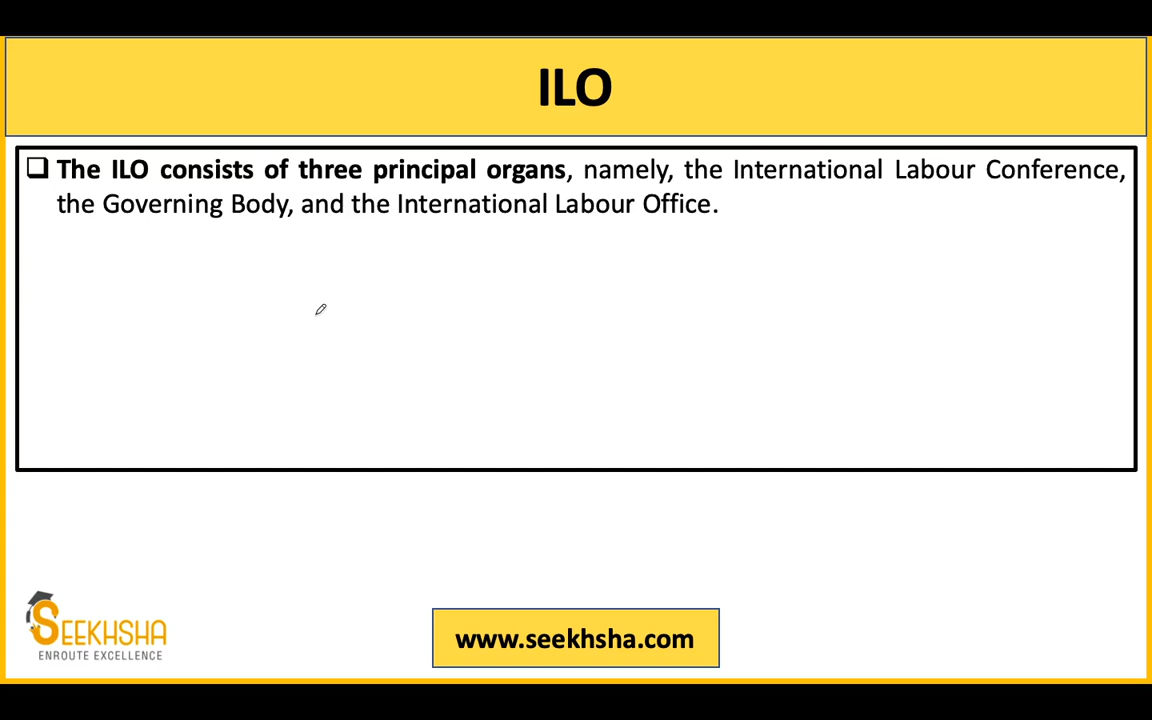 ILO
❑ The ILO consists of three principal organs, namely, the International Labour Conference,
the Governing Body, and the International Labour Office.
SEEKHSHA
ENROUTE EXCELLENCE
www.seekhsha.com